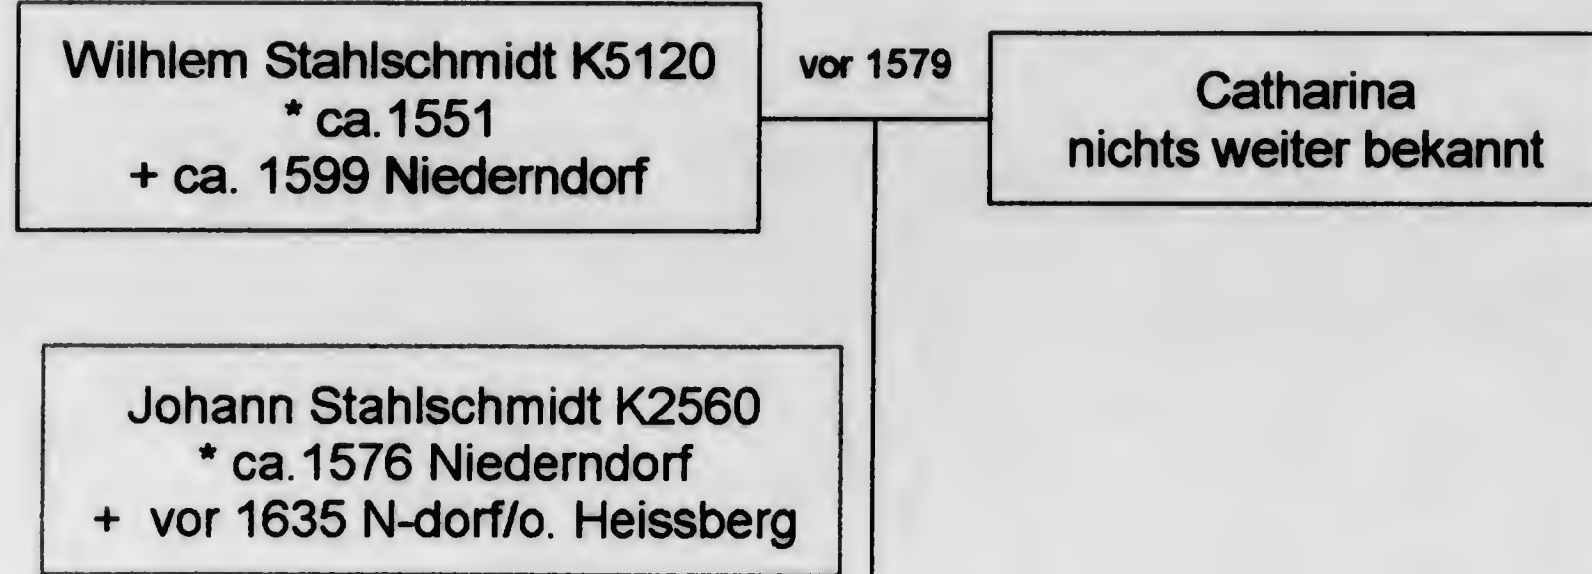 Wilhlem Stahlschmidt K5120
* ca.1551
+ ca. 1599 Niederndorf
vor 1579
Catharina
nichts weiter bekannt
Johann Stahlschmidt K2560
* ca.1576 Niederndorf
+ vor 1635 N-dorf/o. Heissberg